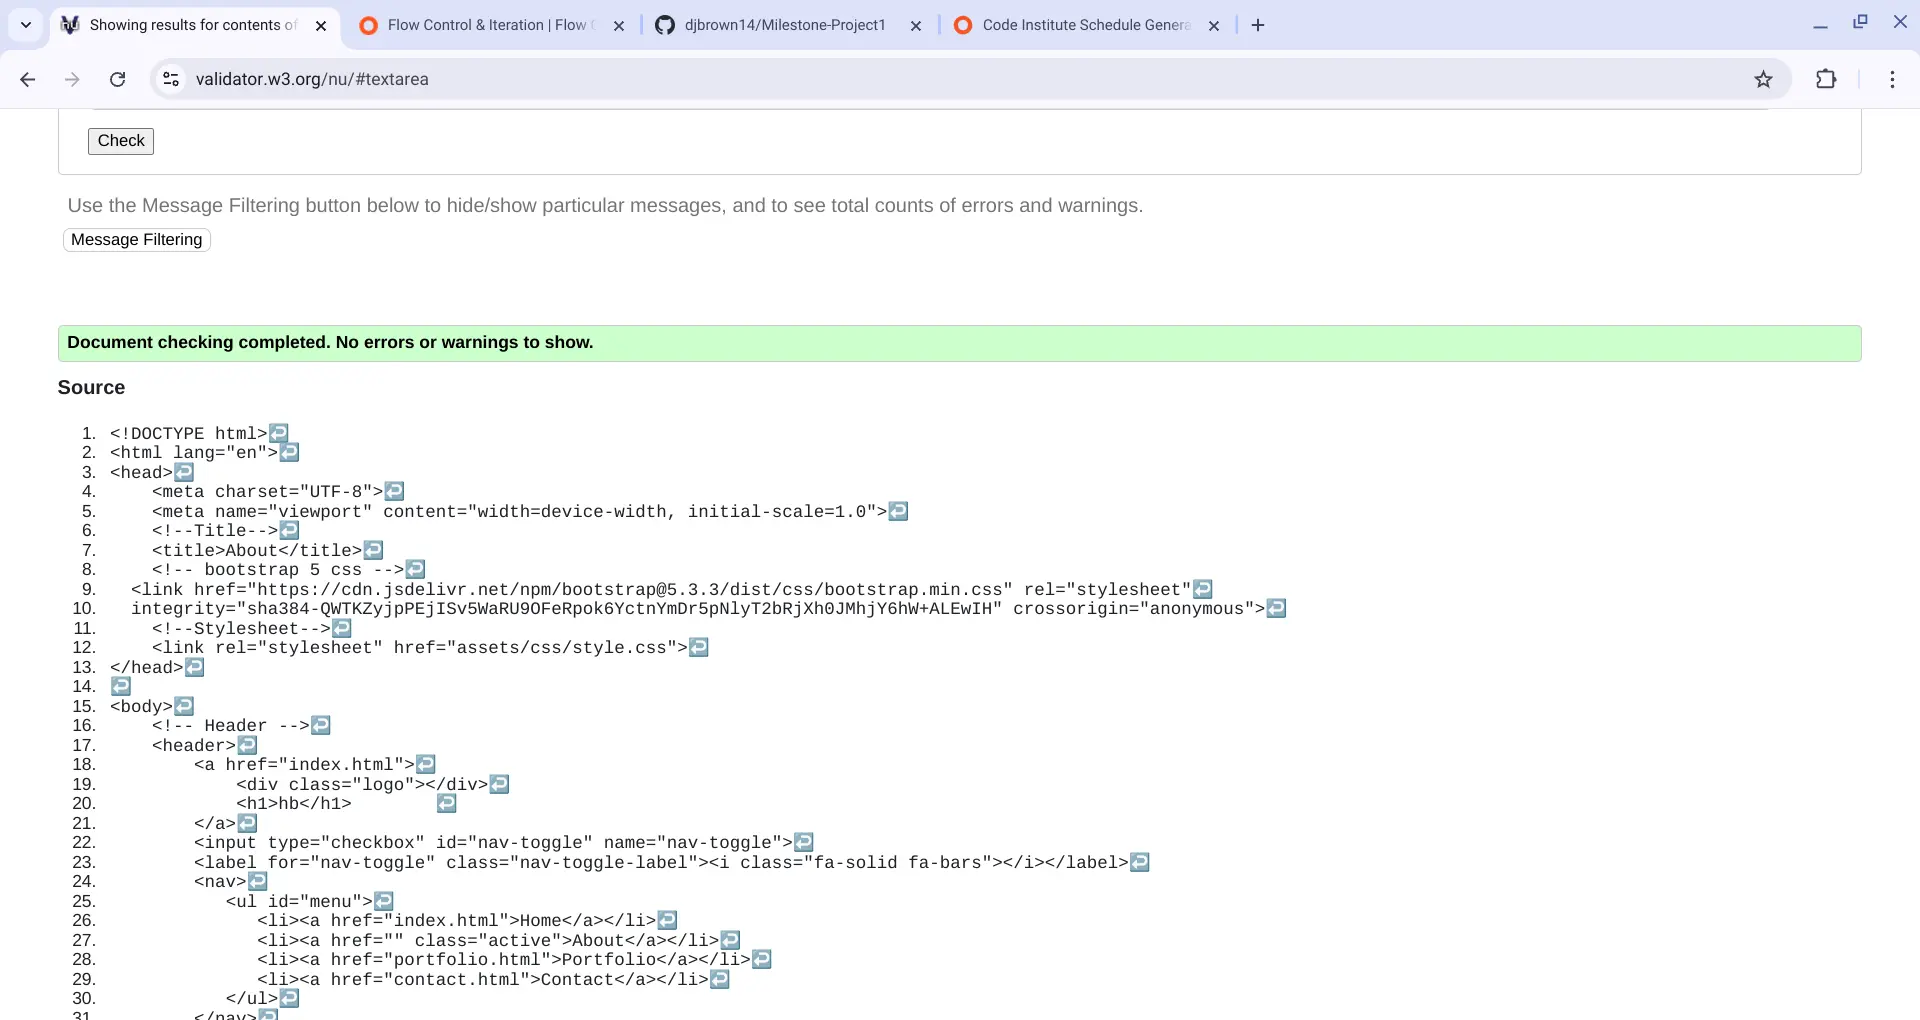 Showing results for contents of
Flow Control & Iteration | Flow
djbrown14/Milestone-Project1
Code Institute Schedule Genera
validator.w3.org/nu/#textarea
Check
Use the Message Filtering button below to hide/show particular messages, and to see total counts of errors and warnings.
Message Filtering
Document checking completed. No errors or warnings to show.
Source
1. <!DOCTYPE html>↩
2. <html lang="en">↩
3. <head>↩
4.     <meta charset="UTF-8">↩
5.     <meta name="viewport" content="width=device-width, initial-scale=1.0">↩
6.     <!--Title-->↩
7.     <title>About</title>↩
8.     <!-- bootstrap 5 css -->↩
9.   <link href="https://cdn.jsdelivr.net/npm/bootstrap@5.3.3/dist/css/bootstrap.min.css" rel="stylesheet"↩
10.   integrity="sha384-QWTKZyjpPEjISv5WaRU9OFeRpok6YctnYmDr5pNlyT2bRjXh0JMhjY6hW+ALEwIH" crossorigin="anonymous">↩
11.     <!--Stylesheet-->↩
12.     <link rel="stylesheet" href="assets/css/style.css">↩
13. </head>↩
14. ↩
15. <body>↩
16.     <!-- Header -->↩
17.     <header>↩
18.         <a href="index.html">↩
19.             <div class="logo"></div>↩
20.             <h1>hb</h1>        ↩
21.         </a>↩
22.         <input type="checkbox" id="nav-toggle" name="nav-toggle">↩
23.         <label for="nav-toggle" class="nav-toggle-label"><i class="fa-solid fa-bars"></i></label>↩
24.         <nav>↩
25.            <ul id="menu">↩
26.               <li><a href="index.html">Home</a></li>↩
27.               <li><a href="" class="active">About</a></li>↩
28.               <li><a href="portfolio.html">Portfolio</a></li>↩
29.               <li><a href="contact.html">Contact</a></li>↩
30.            </ul>↩
31.         </nav>↩